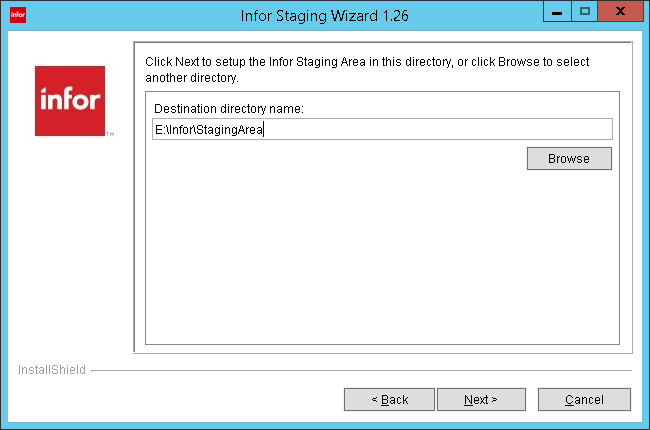 infor
Infor Staging Wizard 1.26
X
infor
TM
Click Next to setup the Infor Staging Area in this directory, or click Browse to select
another directory.
Destination directory name:
E:\Infor\StagingArea
Browse
InstallShield
< Back
Next >
Cancel